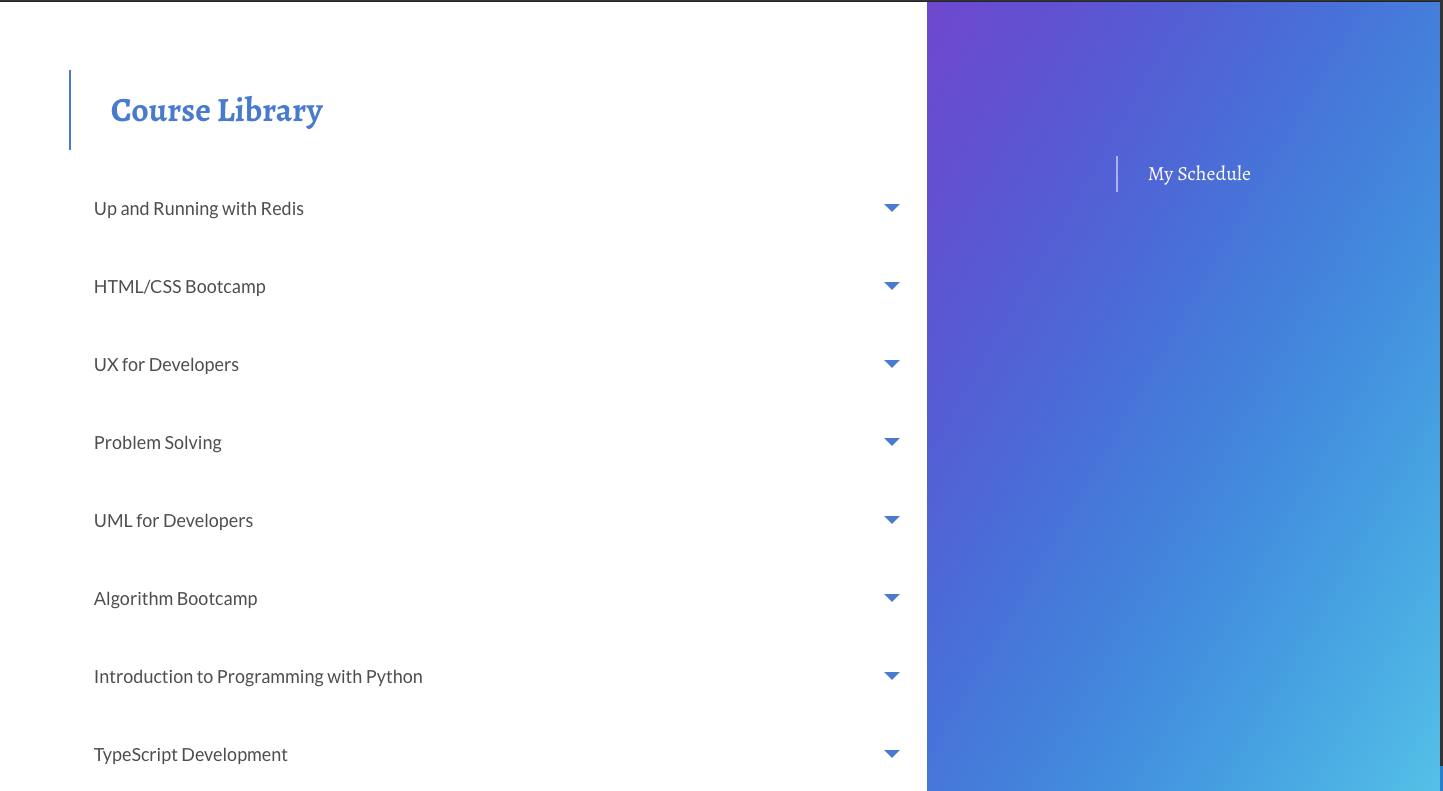 Course Library
My Schedule
Up and Running with Redis
HTML/CSS Bootcamp
UX for Developers
Problem Solving
UML for Developers
Algorithm Bootcamp
Introduction to Programming with Python
TypeScript Development